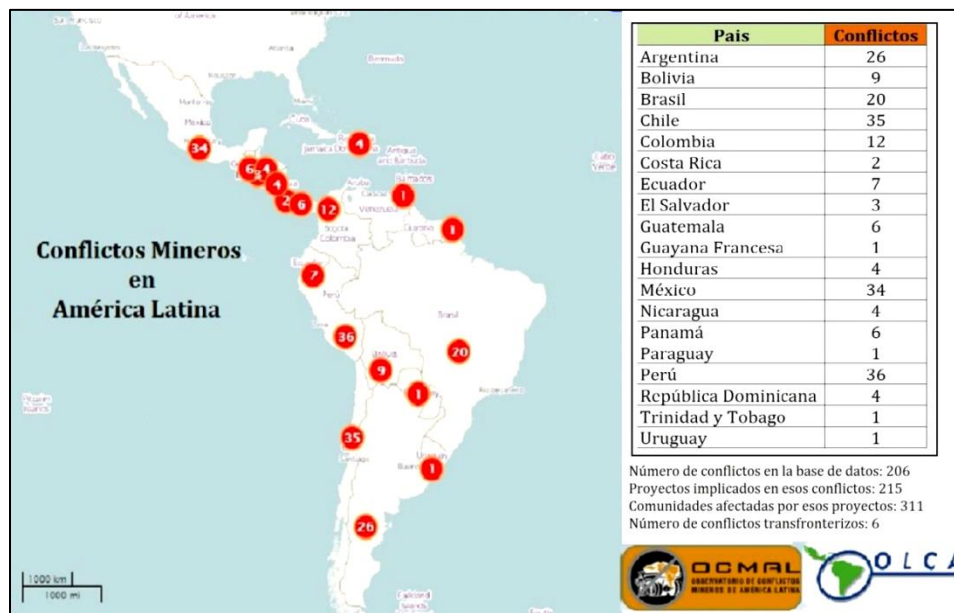 Conflictos Mineros
en
América Latina
34
4
6
4
4
2
6
12
1
1
7
36
20
9
1
35
1
26
Brasil
Perú
Colombia
Santiago
1000 km
1000 mi
País Conflictos
Argentina 26
Bolivia 9
Brasil 20
Chile 35
Colombia 12
Costa Rica 2
Ecuador 7
El Salvador 3
Guatemala 6
Guayana Francesa 1
Honduras 4
México 34
Nicaragua 4
Panamá 6
Paraguay 1
Perú 36
República Dominicana 4
Trinidad y Tobago 1
Uruguay 1
Número de conflictos en la base de datos: 206
Proyectos implicados en esos conflictos: 215
Comunidades afectadas por esos proyectos: 311
Número de conflictos transfronterizos: 6
OCMAL
OBSERVATORIO DE CONFLICTOS
MINEROS DE AMÉRICA LATINA
OLCA